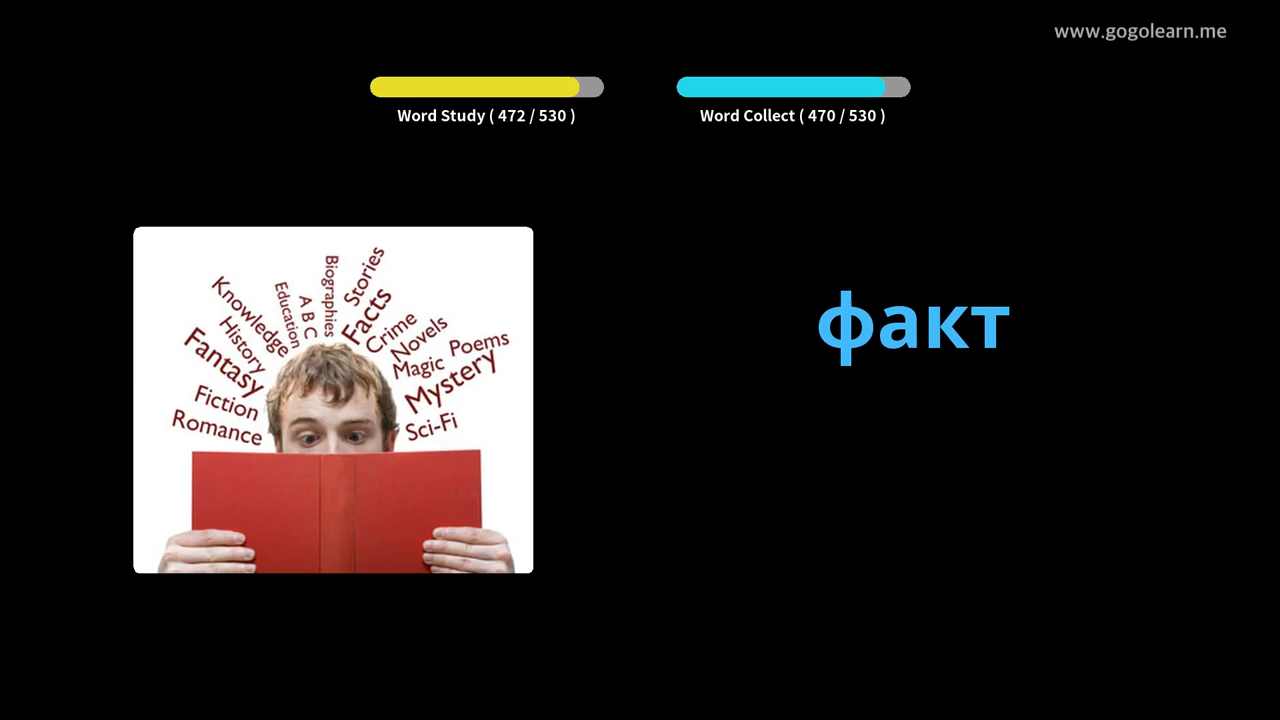 www.gogolearn.me
Word Study ( 472 / 530 )
Word Collect ( 470 / 530 )
факт
Biographies
Stories
Education
A B C
Facts
Knowledge
Crime
History
Novels
Poems
Fantasy
Magic
Mystery
Fiction
Romance
Sci-Fi